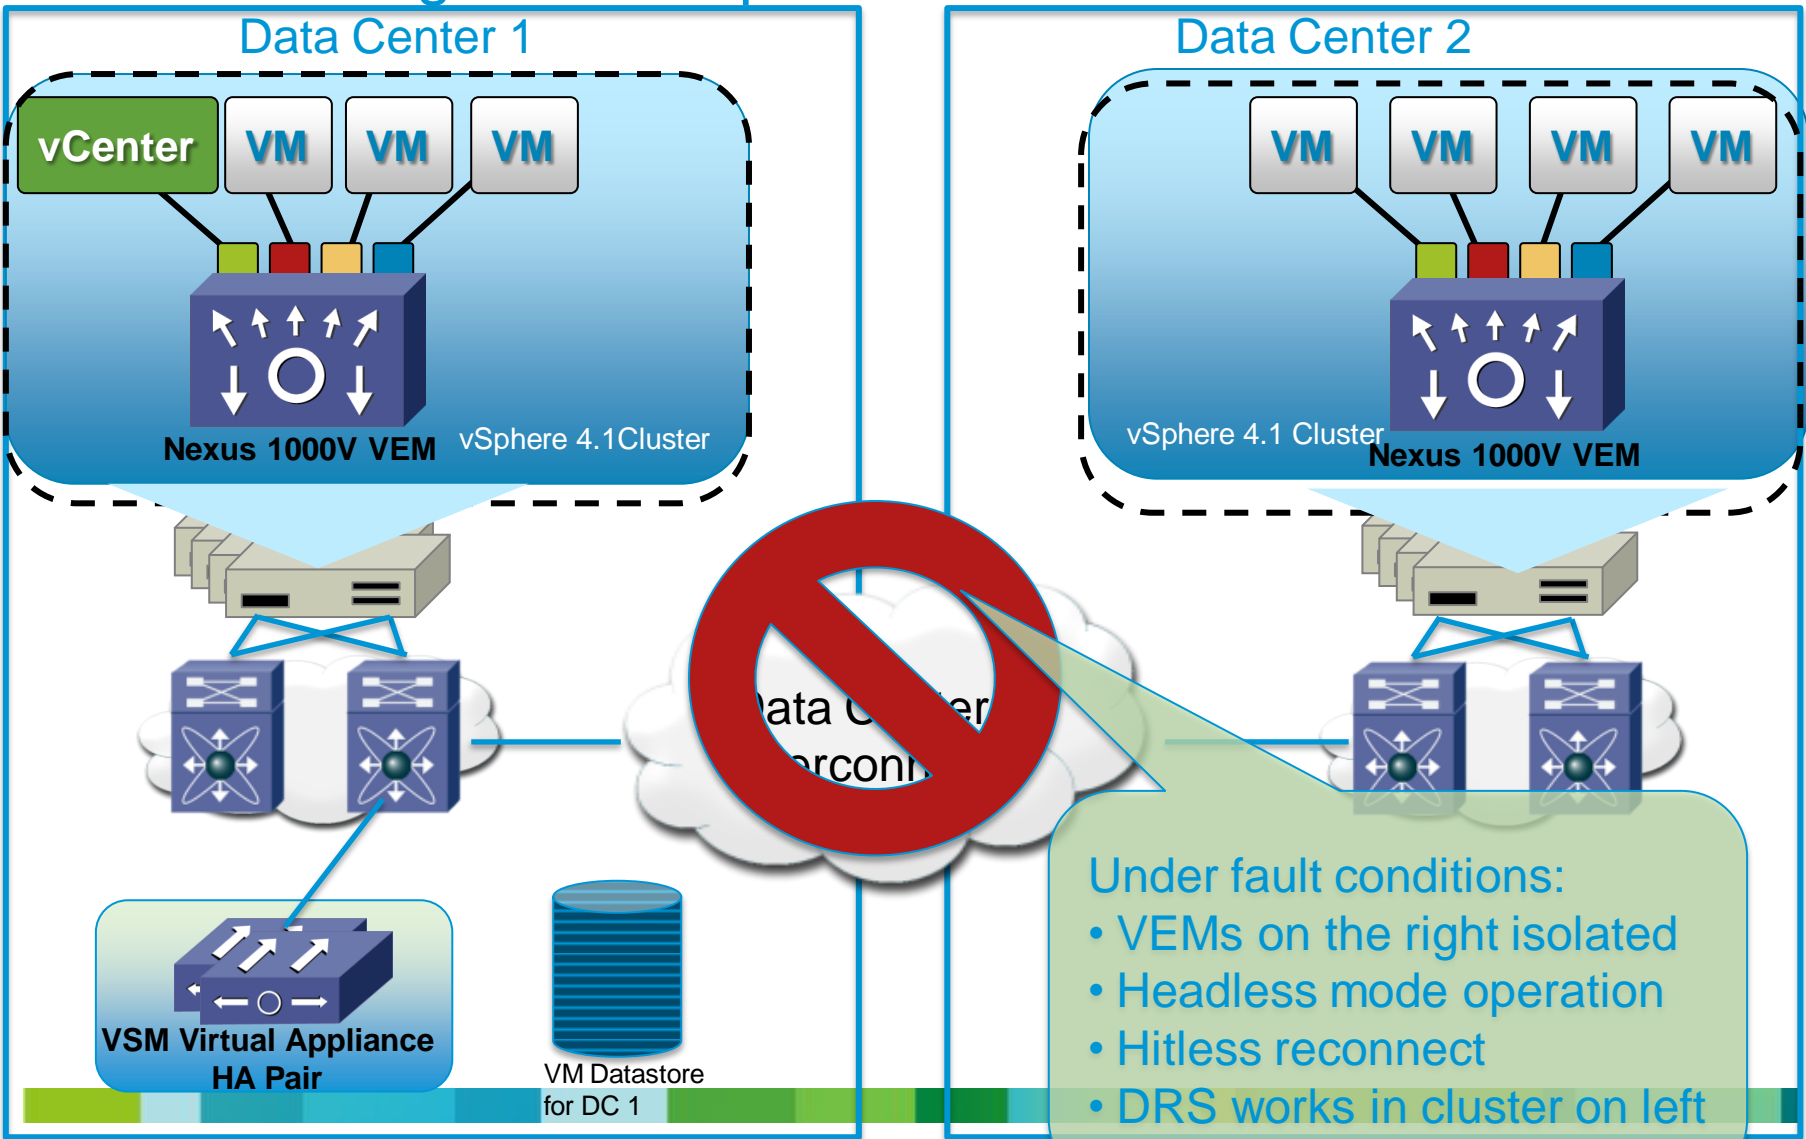 Data Center 1
Data Center 2
vCenter
VM
VM
VM
VM
VM
VM
VM
Nexus 1000V VEM
vSphere 4.1Cluster
vSphere 4.1 Cluster
Nexus 1000V VEM
VSM Virtual Appliance
HA Pair
VM Datastore
for DC 1
Under fault conditions:
• VEMs on the right isolated
• Headless mode operation
• Hitless reconnect
• DRS works in cluster on left